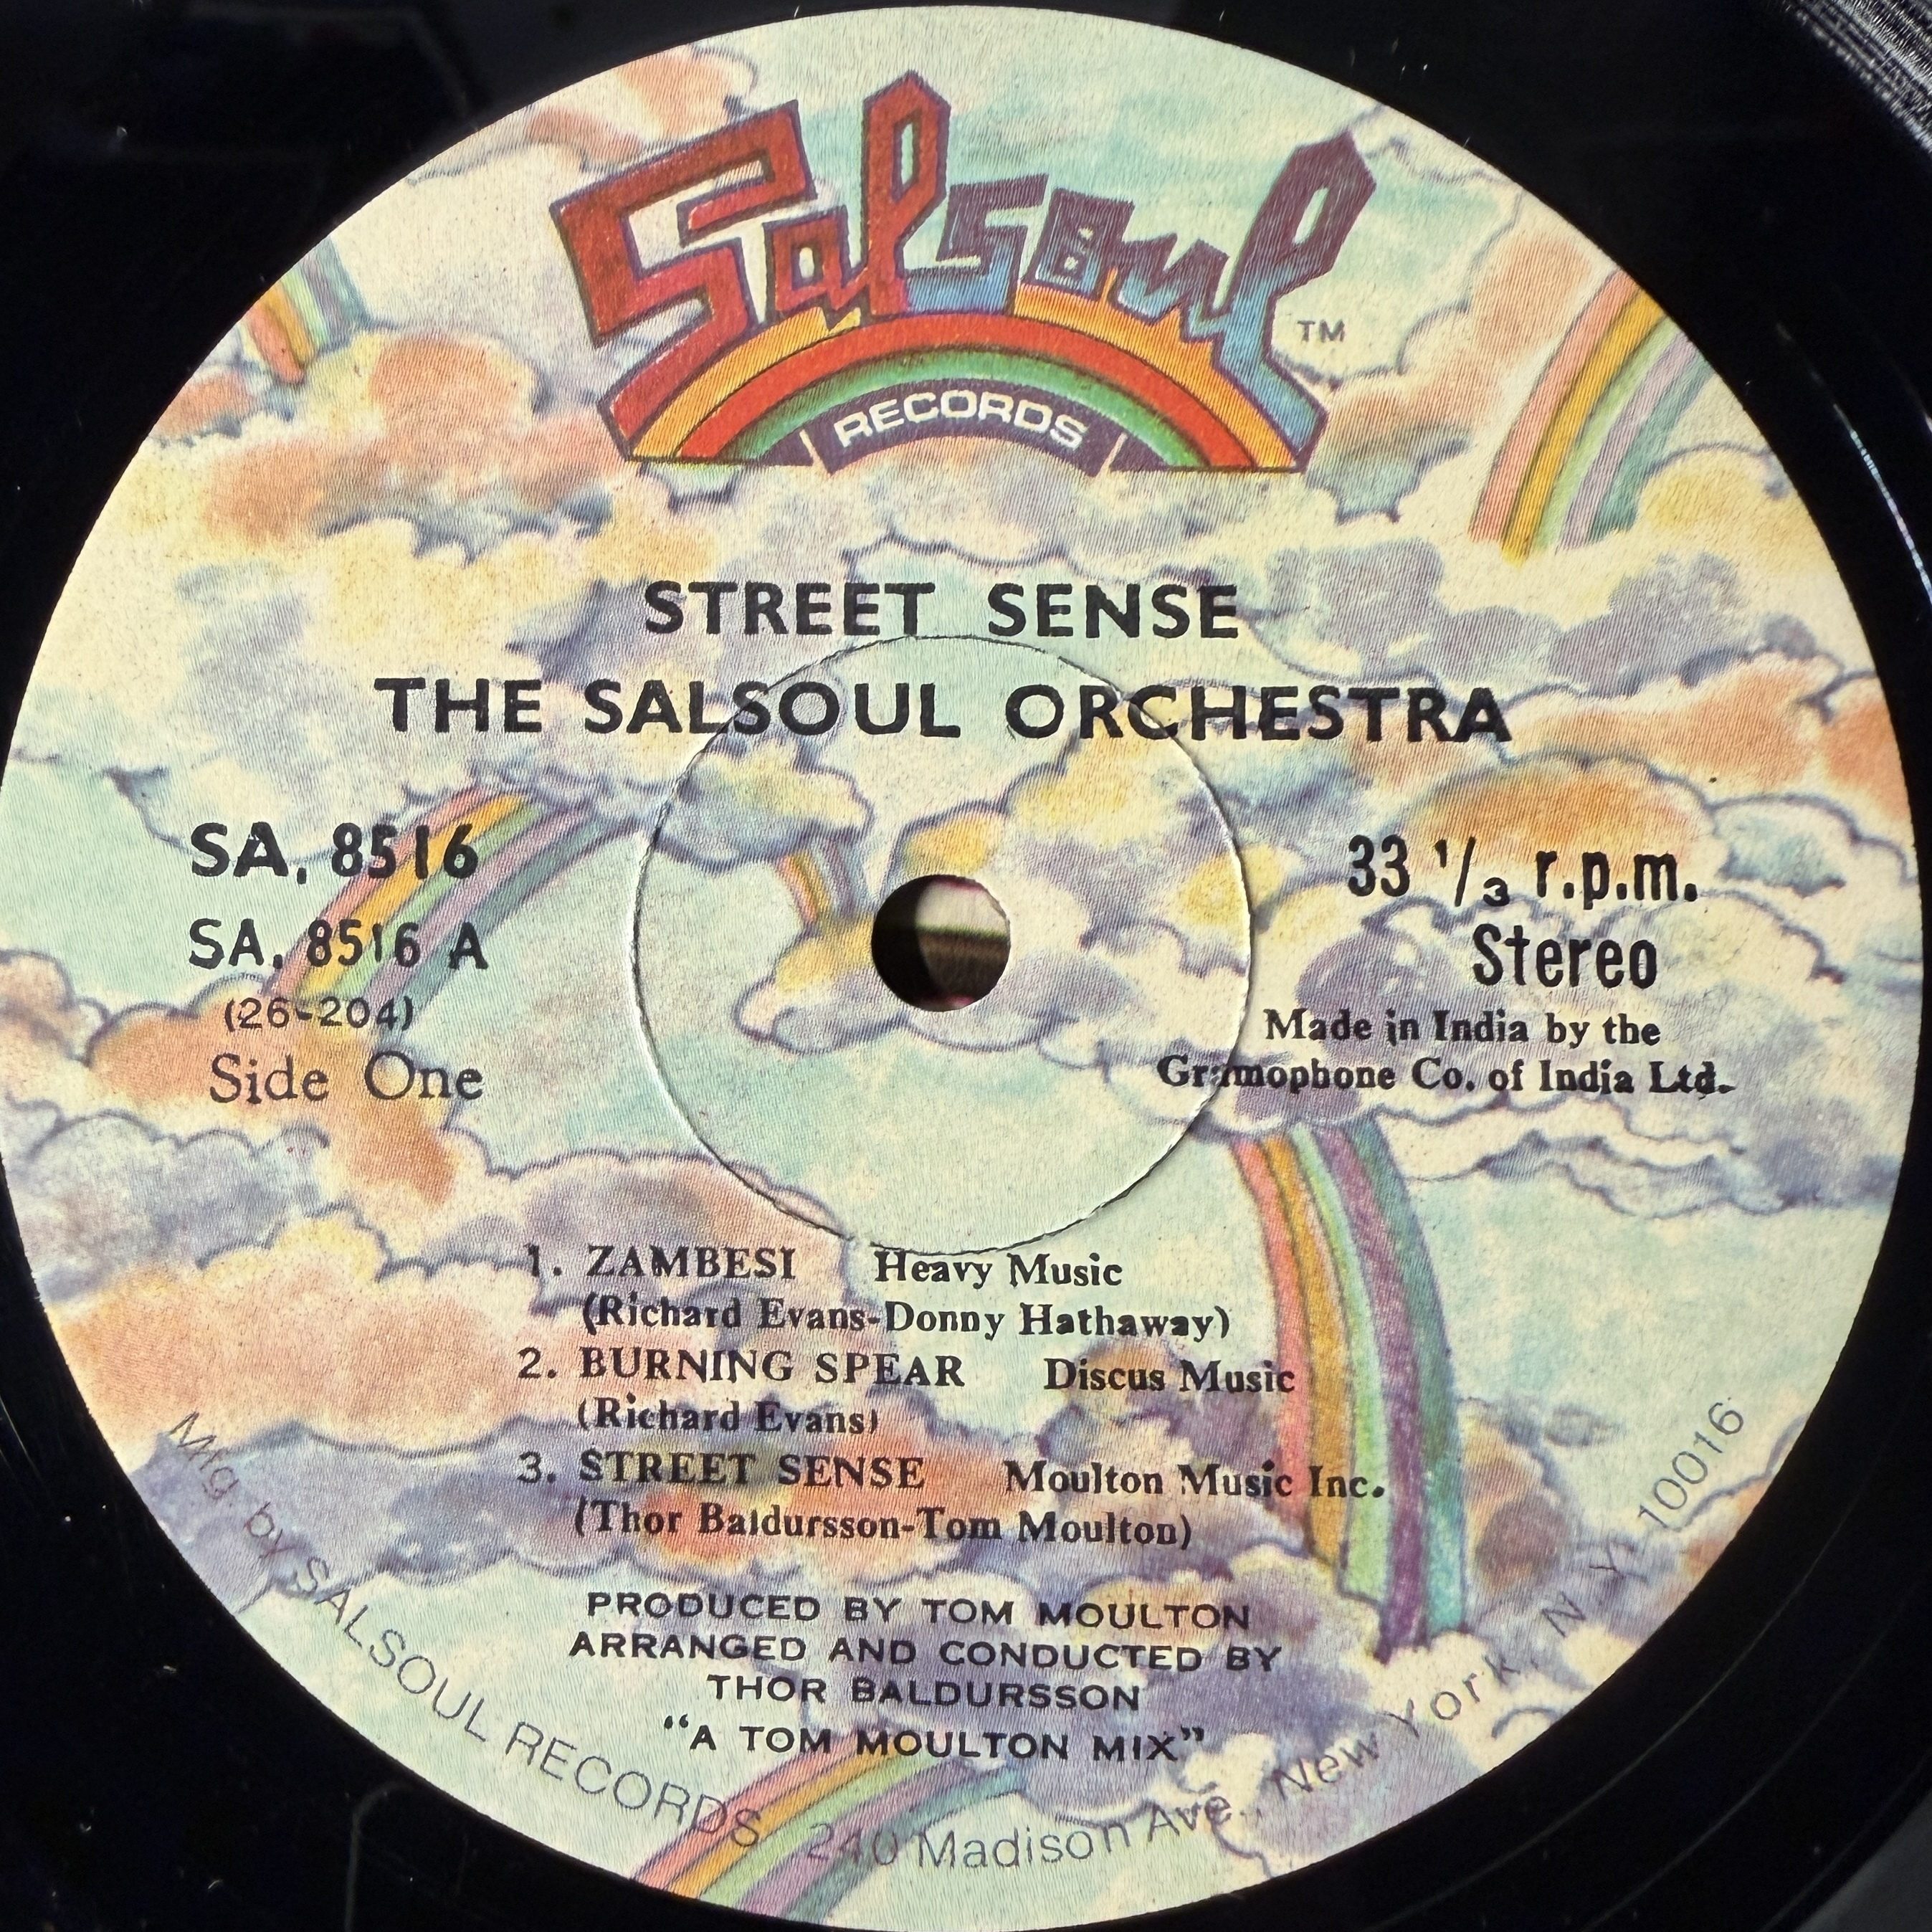 Salsoul
TM
RECORDS
STREET SENSE
THE SALSOUL ORCHESTRA
SA. 8516
SA. 8516 A
(26-204)
Side One
33 1/3 r.p.m.
Stereo
Made in India by the
Gramophone Co. of India Ltd.
1. ZAMBESI Heavy Music
(Richard Evans-Donny Hathaway)
2. BURNING SPEAR Discus Music
(Richard Evans)
3. STREET SENSE Moulton Music Inc.
(Thor Baldursson-Tom Moulton)
PRODUCED BY TOM MOULTON
ARRANGED AND CONDUCTED BY
THOR BALDURSSON
"A TOM MOULTON MIX"
Mfg. by SALSOUL RECORDS 240 Madison Ave., New York, N.Y. 10016